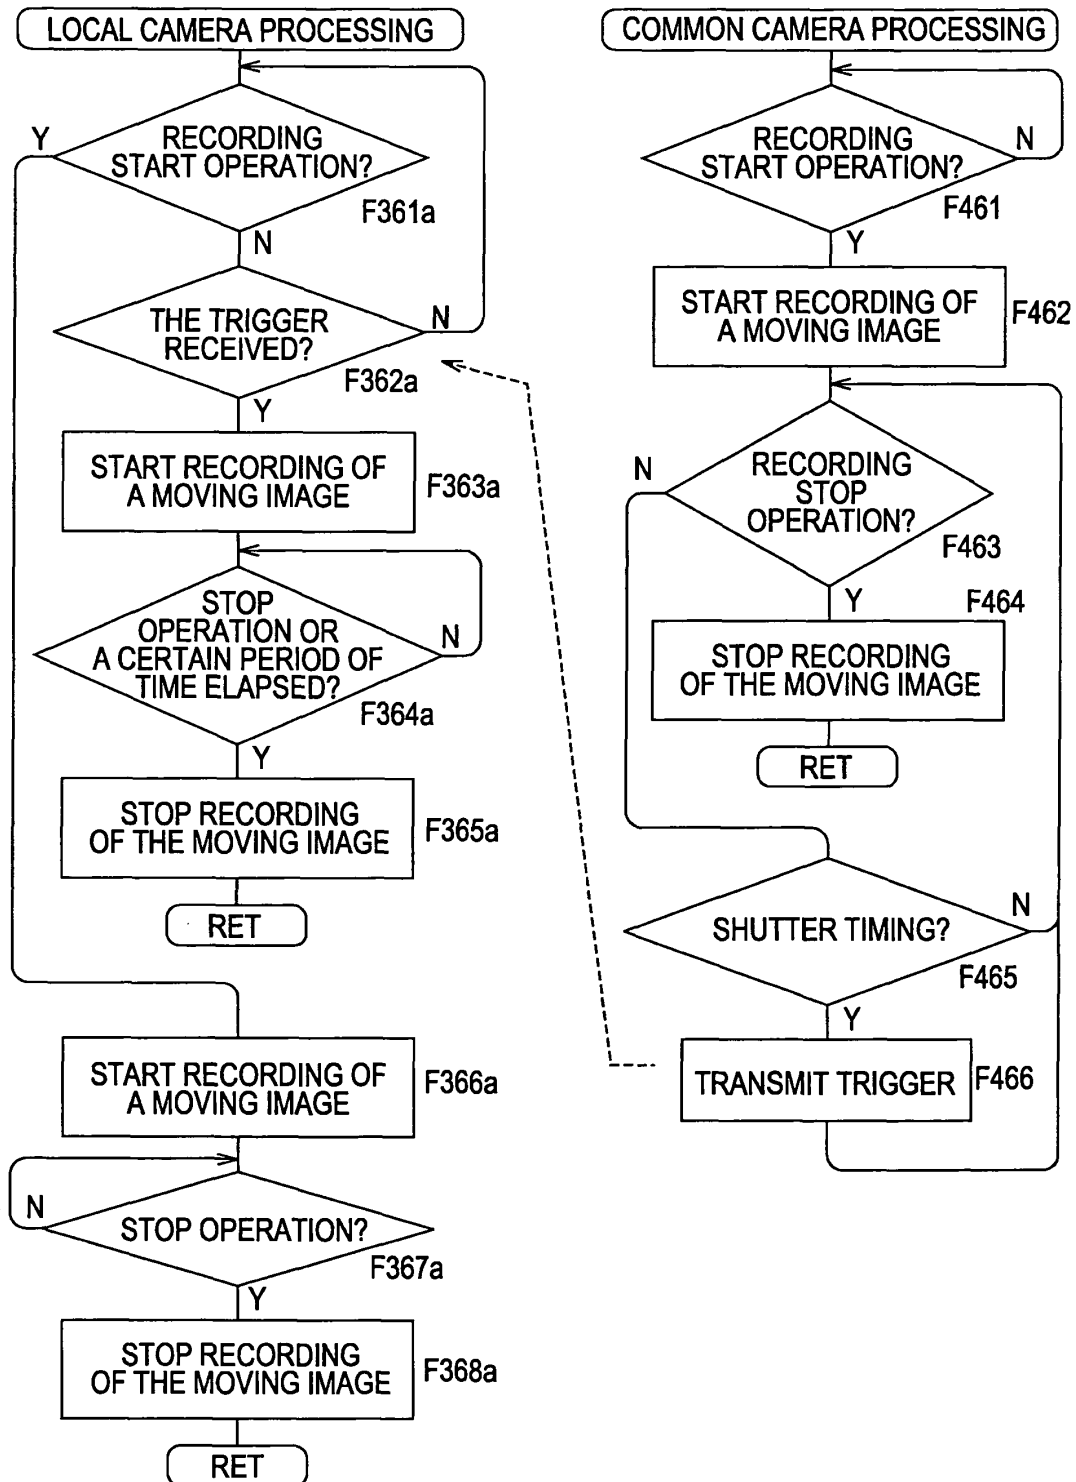 LOCAL CAMERA PROCESSING
Y
RECORDING
START OPERATION?
F361a
N
THE TRIGGER
RECEIVED?
N
F362a
Y
START RECORDING OF
A MOVING IMAGE
F363a
STOP
OPERATION OR
A CERTAIN PERIOD OF
TIME ELAPSED?
N
F364a
Y
STOP RECORDING
OF THE MOVING IMAGE
F365a
RET
START RECORDING OF
A MOVING IMAGE
F366a
N
STOP OPERATION?
F367a
Y
STOP RECORDING
OF THE MOVING IMAGE
F368a
RET
COMMON CAMERA PROCESSING
RECORDING
START OPERATION?
N
F461
Y
START RECORDING OF
A MOVING IMAGE
F462
N
RECORDING
STOP
OPERATION?
F463
Y
F464
STOP RECORDING
OF THE MOVING IMAGE
RET
SHUTTER TIMING?
N
F465
Y
TRANSMIT TRIGGER
F466